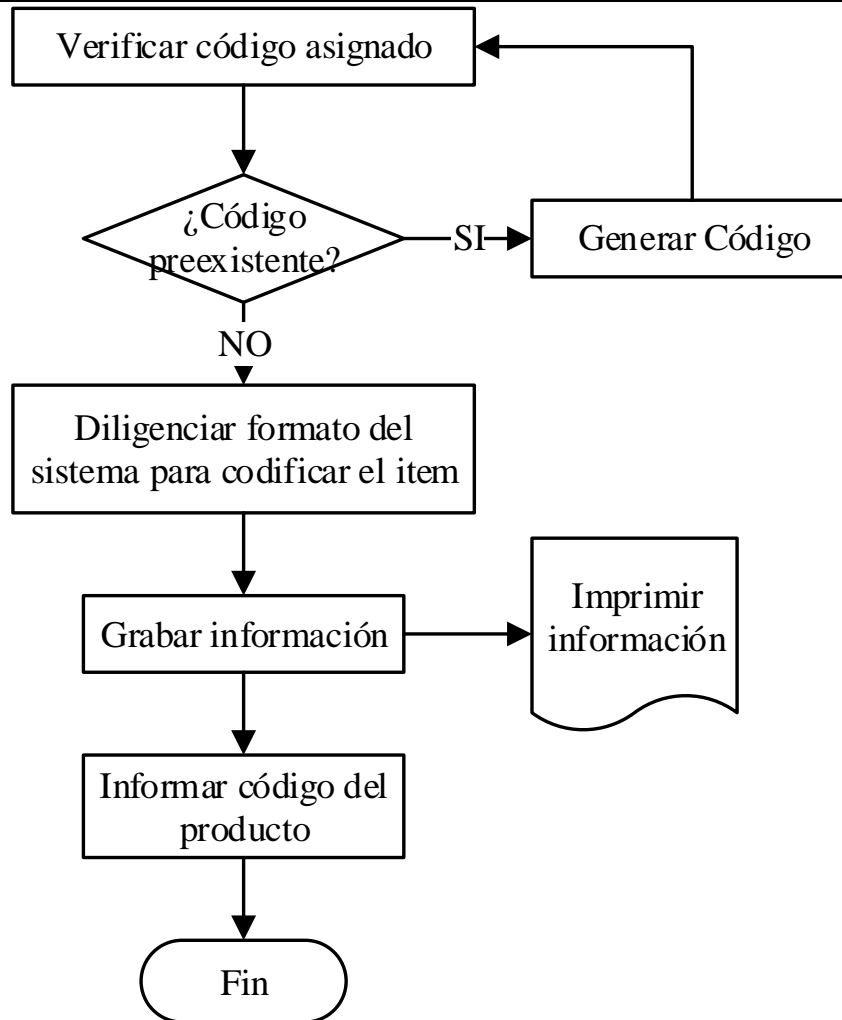 Verificar código asignado
¿Código
preexistente?
SI
Generar Código
NO
Diligenciar formato del
sistema para codificar el item
Grabar información
Imprimir
información
Informar código del
producto
Fin